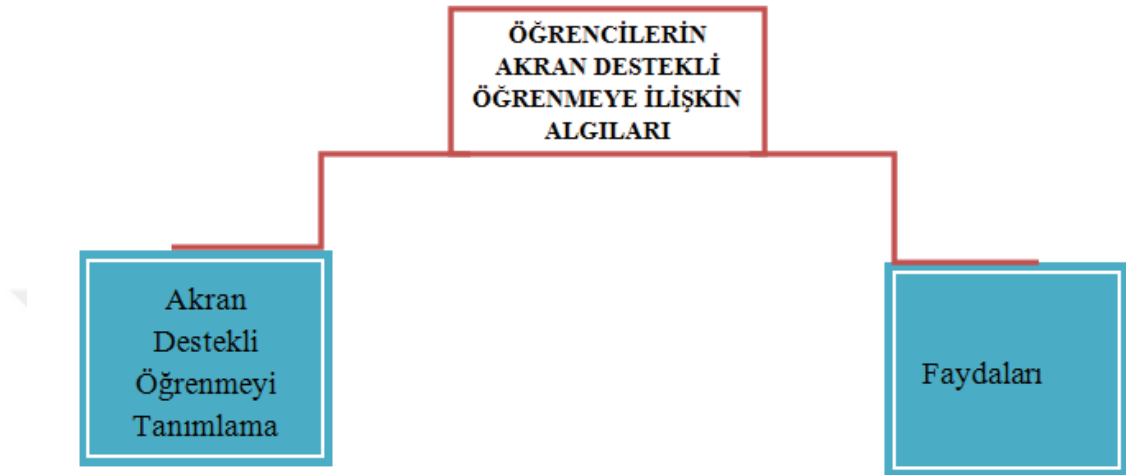 ÖĞRENCİLERİN
AKRAN DESTEKLİ
ÖĞRENMEYE İLİŞKİN
ALGILARI
Akran
Destekli
Öğrenmeyi
Tanımlama
Faydaları